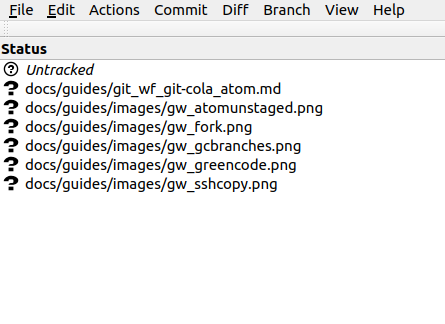 File Edit Actions Commit Diff Branch View Help
Status
Untracked
docs/guides/git_wf_git-cola_atom.md
docs/guides/images/gw_atomunstaged.png
docs/guides/images/gw_fork.png
docs/guides/images/gw_gcbranches.png
docs/guides/images/gw_greencode.png
docs/guides/images/gw_sshcopy.png